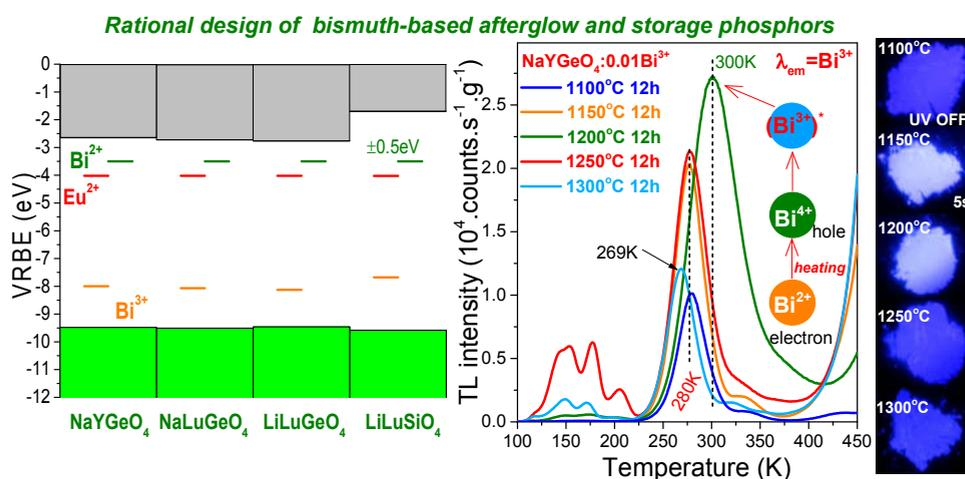 Rational design of bismuth-based afterglow and storage phosphors
VRBE (eV)
0
-1
-2
-3
-4
-5
-6
-7
-8
-9
-10
-11
-12
Bi²⁺
±0.5eV
Eu²⁺
Bi³⁺
NaYGeO₄ NaLuGeO₄ LiLuGeO₄ LiLuSiO₄
TL intensity (10⁴.counts.s⁻¹.g⁻¹)
2.5
2.0
1.5
1.0
0.5
0.0
NaYGeO₄:0.01Bi³⁺
1100°C 12h
1150°C 12h
1200°C 12h
1250°C 12h
1300°C 12h
300K
λem=Bi³⁺
(Bi³⁺)*
Bi⁴⁺
hole
heating
Bi²⁺
electron
269K
280K
100 150 200 250 300 350 400 450
Temperature (K)
1100°C
UV OFF
1150°C
5s
1200°C
1250°C
1300°C